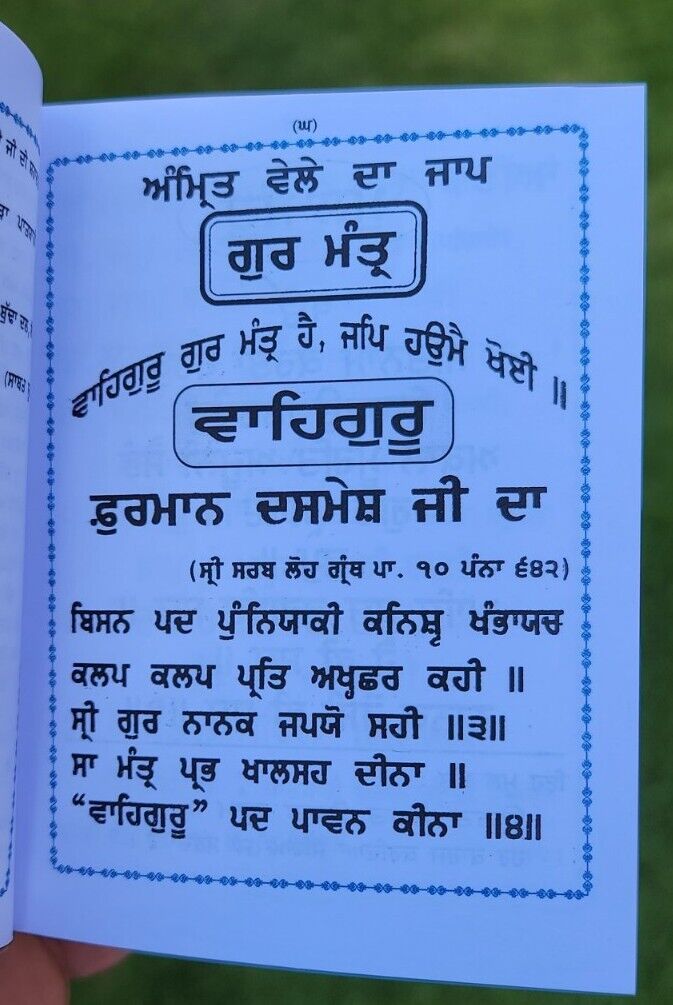 (ਘ)
ਅੰਮ੍ਰਿਤ ਵੇਲੇ ਦਾ ਜਾਪ
ਗੁਰ ਮੰਤ੍ਰ
ਵਾਹਿਗੁਰੂ ਗੁਰ ਮੰਤ੍ਰ ਹੈ, ਜਪਿ ਹਉਮੈ ਖੋਈ ॥
ਵਾਹਿਗੁਰੂ
ਫ਼ੁਰਮਾਨ ਦਸਮੇਸ਼ ਜੀ ਦਾ
(ਸ੍ਰੀ ਸਰਬ ਲੋਹ ਗ੍ਰੰਥ ਪਾ. ੧੦ ਪੰਨਾ ੬੪੨)
ਬਿਸਨ ਪਦ ਪੁੰਨਿਯਾਕੀ ਕਨਿਸ਼੍ਵ ਖੰਭਾਯਚ
ਕਲਪ ਕਲਪ ਪ੍ਰਤਿ ਅਖ੍ਹਛਰ ਕਹੀ ॥
ਸ੍ਰੀ ਗੁਰ ਨਾਨਕ ਜਪਯੋ ਸਹੀ ॥੩॥
ਸਾ ਮੰਤ੍ਰ ਪ੍ਰਭ ਖਾਲਸਹ ਦੀਨਾ ॥
“ਵਾਹਿਗੁਰੂ” ਪਦ ਪਾਵਨ ਕੀਨਾ ॥੪॥